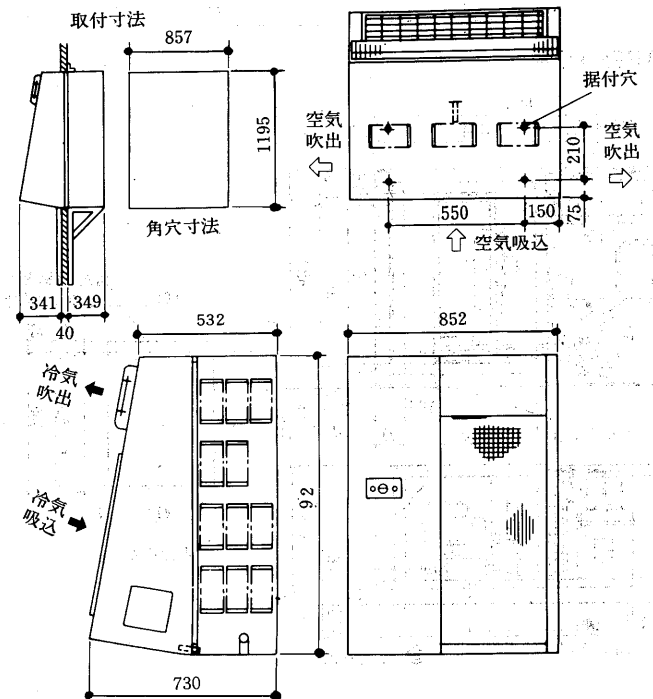 取付寸法
857
1195
角穴寸法
341
349
40
据付穴
空気
吹出
空気
吹出
210
75
550
150
空気吸込
532
852
冷気
吹出
冷気
吸込
92
730